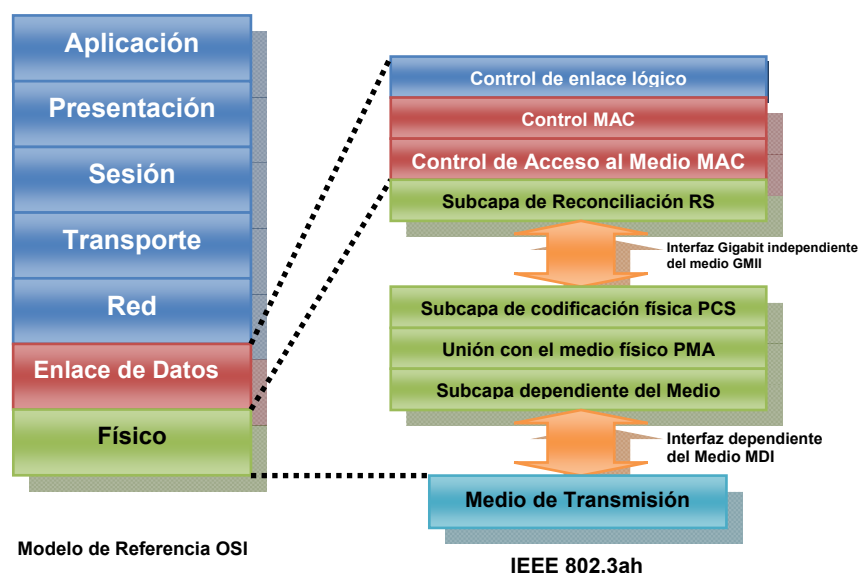 Aplicación
Presentación
Sesión
Transporte
Red
Enlace de Datos
Físico
Modelo de Referencia OSI
Control de enlace lógico
Control MAC
Control de Acceso al Medio MAC
Subcapa de Reconciliación RS
Interfaz Gigabit independiente
del medio GMII
Subcapa de codificación física PCS
Unión con el medio físico PMA
Subcapa dependiente del Medio
Interfaz dependiente
del Medio MDI
Medio de Transmisión
IEEE 802.3ah